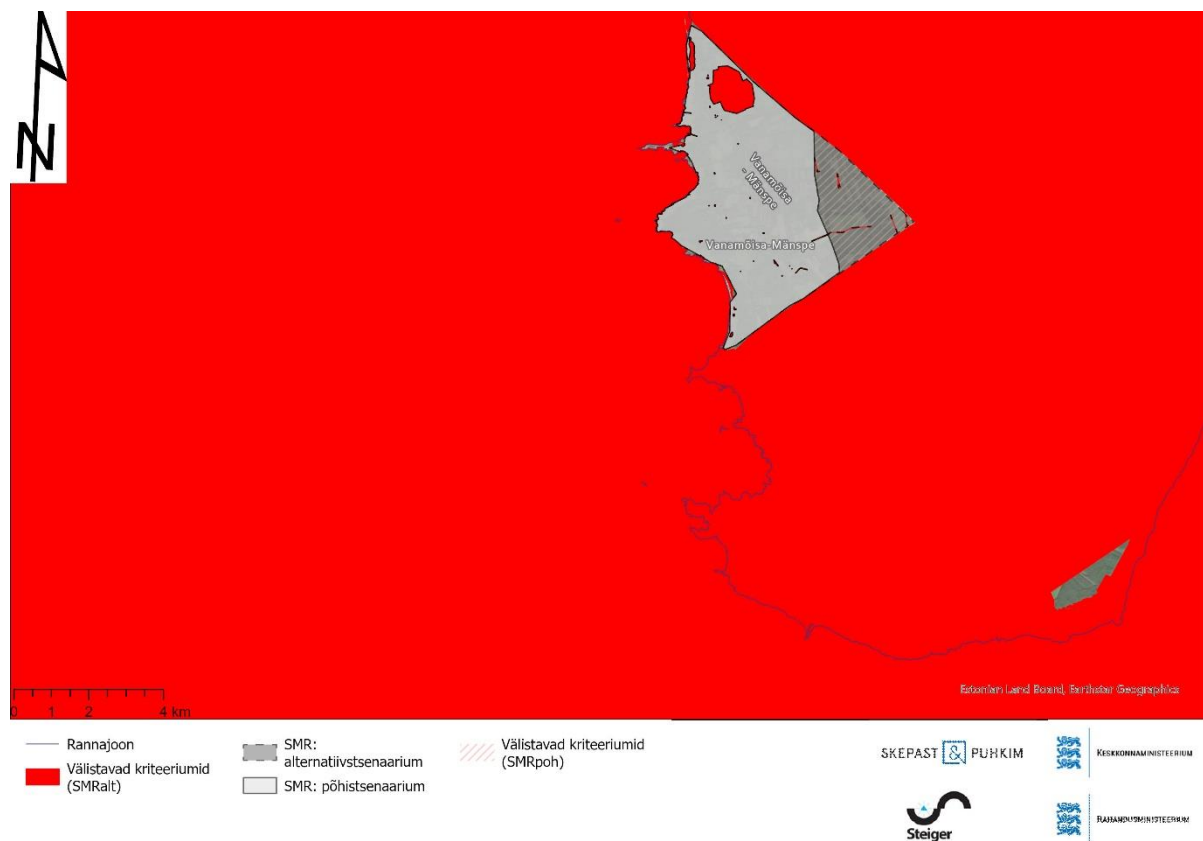 N
Vanamõisa
- Mänspe
Vanamõisa-Mänspe
Estonian Land Board, Earthstar Geographics
0 1 2 4 km
Rannajoon
Välistavad kriteeriumid
(SMRalt)
SMR:
alternatiivstsenaarium
SMR: põhistsenaarium
Välistavad kriteeriumid
(SMRpoh)
SKEPAST & PUHKIM
KESKKONNAMINISTEERIUM
Steiger
RAHANDUSMINISTEERIUM